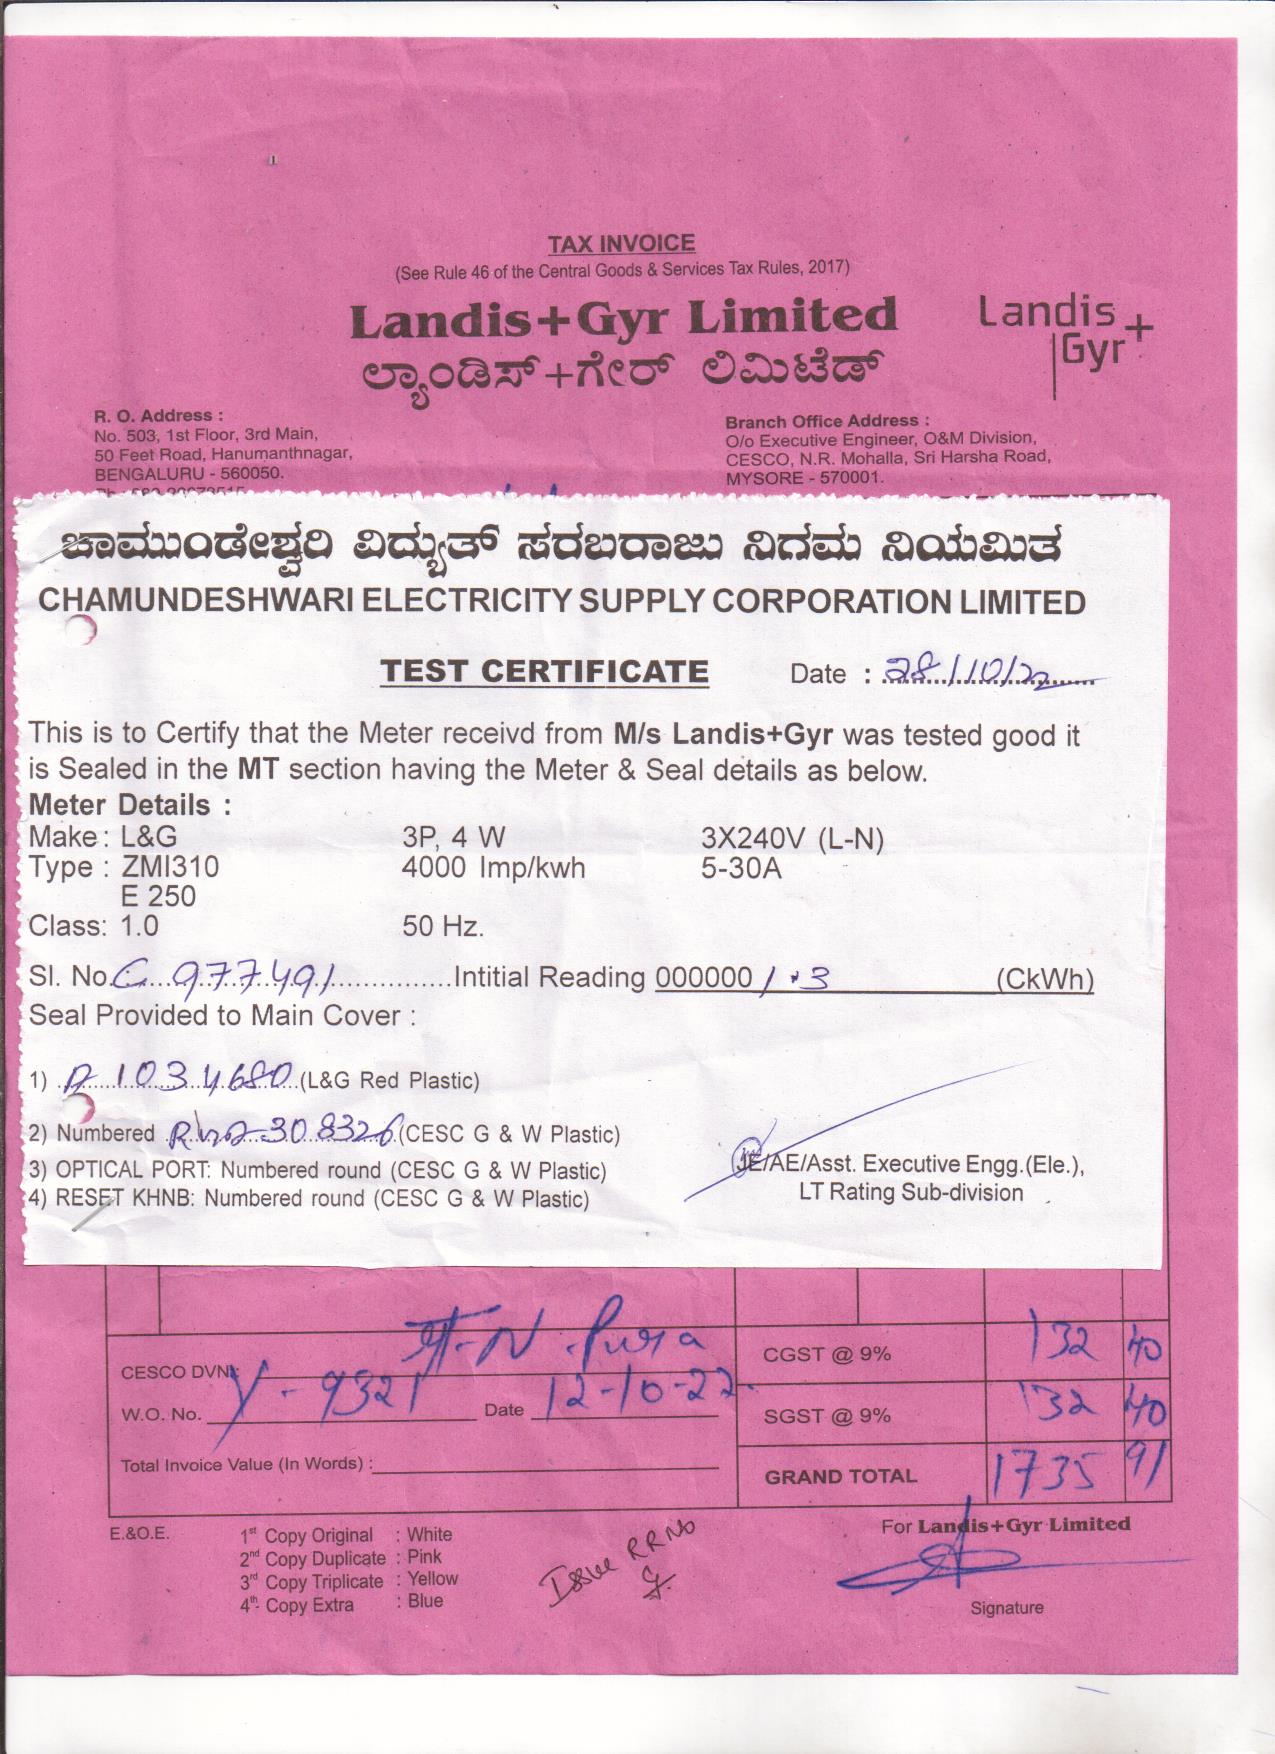 TAX INVOICE
(See Rule 46 of the Central Goods & Services Tax Rules, 2017)
Landis+Gyr Limited
Landis
Gyr+
ಲ್ಯಾಂಡಿಸ್+ಗೇರ್ ಲಿಮಿಟೆಡ್
R. O. Address :
No. 503, 1st Floor, 3rd Main,
50 Feet Road, Hanumanthnagar,
BENGALURU - 560050.
Branch Office Address :
O/o Executive Engineer, O&M Division,
CESCO, N.R. Mohalla, Sri Harsha Road,
MYSORE - 570001.
ಚಾಮುಂಡೇಶ್ವರಿ ವಿದ್ಯುತ್ ಸರಬರಾಜು ನಿಗಮ ನಿಯಮಿತ
CHAMUNDESHWARI ELECTRICITY SUPPLY CORPORATION LIMITED
TEST CERTIFICATE Date : 28/10/22
This is to Certify that the Meter receivd from M/s Landis+Gyr was tested good it
is Sealed in the MT section having the Meter & Seal details as below.
Meter Details :
Make : L&G 3P, 4 W 3X240V (L-N)
Type : ZMI310 4000 Imp/kwh 5-30A
E 250
Class: 1.0 50 Hz.
Sl. No. G 977491 Intitial Reading 000000 1.3 (CkWh)
Seal Provided to Main Cover :
1) 1034680 (L&G Red Plastic)
2) Numbered 308326 (CESC G & W Plastic)
3) OPTICAL PORT: Numbered round (CESC G & W Plastic)
4) RESET KHNB: Numbered round (CESC G & W Plastic)
JE/AE/Asst. Executive Engg.(Ele.),
LT Rating Sub-division
CESCO DVN: N. Pura
CGST @ 9% 132 40
W.O. No. Y - 9321 Date 12-10-22
SGST @ 9% 132 40
Total Invoice Value (In Words) :
GRAND TOTAL 1735 91
E.&O.E.
1st Copy Original : White
2nd Copy Duplicate : Pink
3rd Copy Triplicate : Yellow
4th Copy Extra : Blue
Issue RRNo
For Landis+Gyr Limited
Signature